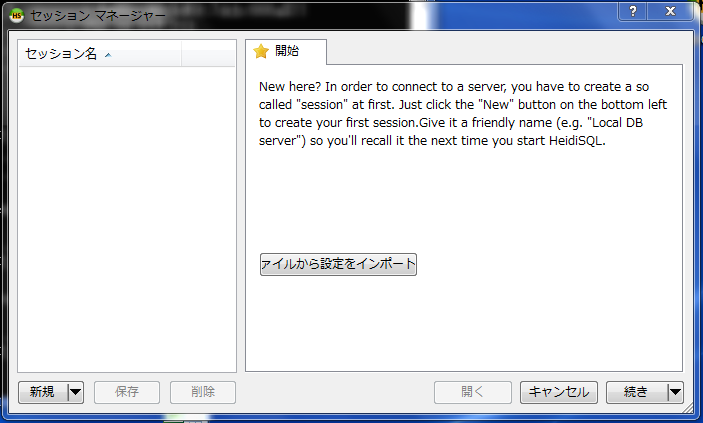 HS セッション マネージャー
セッション名
開始
New here? In order to connect to a server, you have to create a so
called "session" at first. Just click the "New" button on the bottom left
to create your first session.Give it a friendly name (e.g. "Local DB
server") so you'll recall it the next time you start HeidiSQL.
ァイルから設定をインポート
新規 保存 削除 開く キャンセル 続き